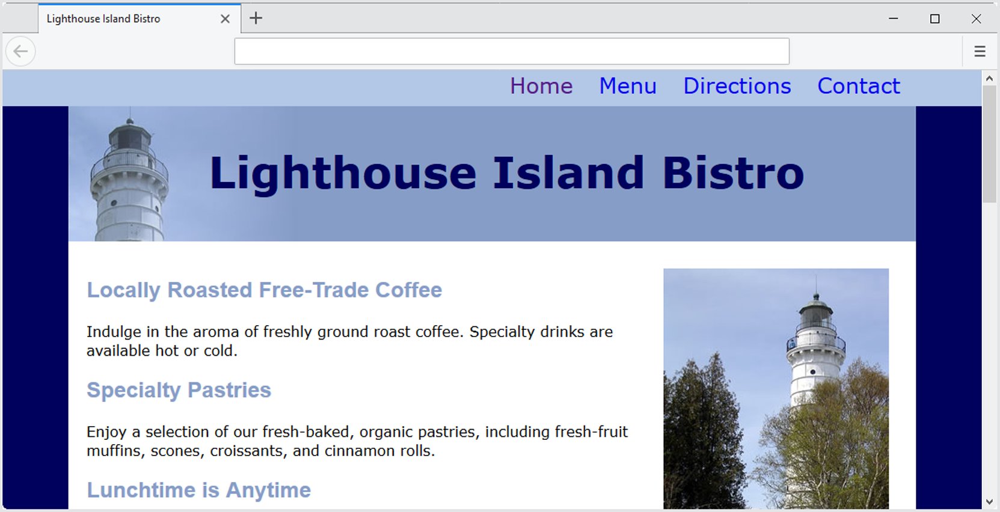 Lighthouse Island Bistro
Home Menu Directions Contact
Lighthouse Island Bistro
Locally Roasted Free-Trade Coffee
Indulge in the aroma of freshly ground roast coffee. Specialty drinks are
available hot or cold.
Specialty Pastries
Enjoy a selection of our fresh-baked, organic pastries, including fresh-fruit
muffins, scones, croissants, and cinnamon rolls.
Lunchtime is Anytime